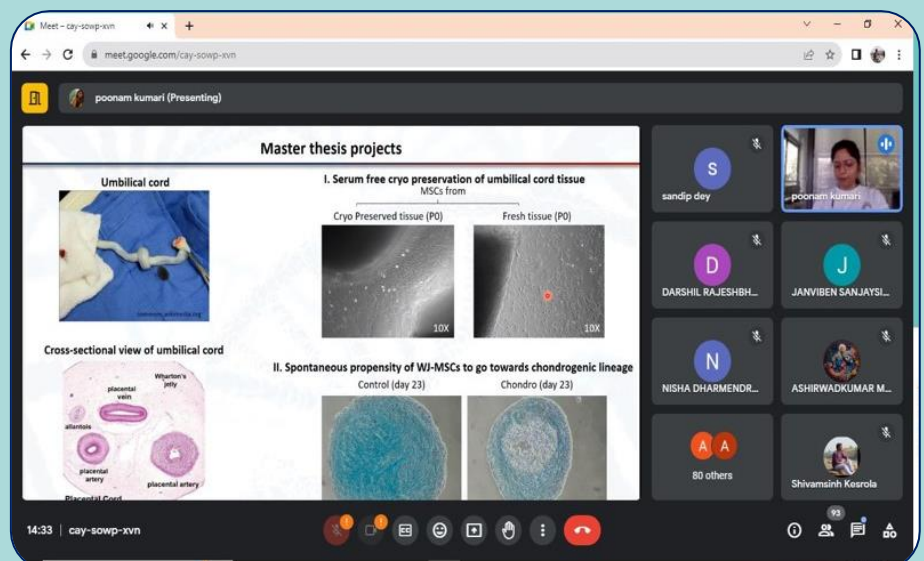 Meet – cay-sowp-xvn
meet.google.com/cay-sowp-xvn
poonam kumari (Presenting)
Master thesis projects
Umbilical cord
Cross-sectional view of umbilical cord
placental
vein
Wharton's
jelly
allantois
placental
artery
placental artery
Placental Cord
I. Serum free cryo preservation of umbilical cord tissue
MSCs from
Cryo Preserved tissue (P0)
Fresh tissue (P0)
10X
10X
II. Spontaneous propensity of WJ-MSCs to go towards chondrogenic lineage
Control (day 23)
Chondro (day 23)
S
sandip dey
poonam kumari
D
DARSHIL RAJESHBH...
J
JANVIBEN SANJAYSI...
N
NISHA DHARMENDR...
ASHIRWADKUMAR M...
A A
80 others
Shivamsinh Kesrola
14:33 | cay-sowp-xvn
CC
93